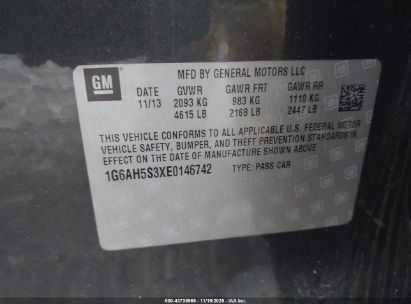 GM
MFD BY GENERAL MOTORS LLC
DATE GVWR GAWR FRT GAWR RR
11/13 2093 KG 983 KG 1110 KG
4615 LB 2168 LB 2447 LB
THIS VEHICLE CONFORMS TO ALL APPLICABLE U.S. FEDERAL MOTOR
VEHICLE SAFETY, BUMPER, AND THEFT PREVENTION STANDARDS IN
EFFECT ON THE DATE OF MANUFACTURE SHOWN ABOVE.
1G6AH5S3XE0146742 TYPE: PASS CAR